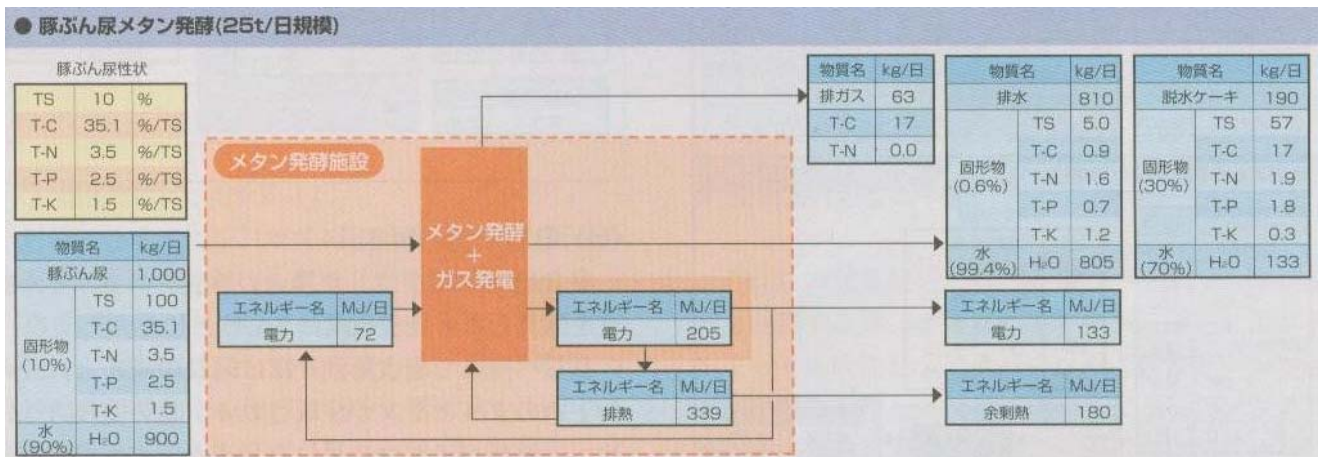 ● 豚ぷん尿メタン発酵(25t/日規模)
豚ぷん尿性状
TS 10 %
T-C 35.1 %/TS
T-N 3.5 %/TS
T-P 2.5 %/TS
T-K 1.5 %/TS
物質名 kg/日
豚ぷん尿 1,000
固形物(10%)
TS 100
T-C 35.1
T-N 3.5
T-P 2.5
T-K 1.5
水(90%) H₂O 900
メタン発酵施設
メタン発酵
+
ガス発電
エネルギー名 MJ/日
電力 72
エネルギー名 MJ/日
電力 205
エネルギー名 MJ/日
排熱 339
物質名 kg/日
排ガス 63
T-C 17
T-N 0.0
物質名 kg/日
排水 810
固形物(0.6%)
TS 5.0
T-C 0.9
T-N 1.6
T-P 0.7
T-K 1.2
水(99.4%) H₂O 805
物質名 kg/日
脱水ケーキ 190
固形物(30%)
TS 57
T-C 17
T-N 1.9
T-P 1.8
T-K 0.3
水(70%) H₂O 133
エネルギー名 MJ/日
電力 133
エネルギー名 MJ/日
余剰熱 180